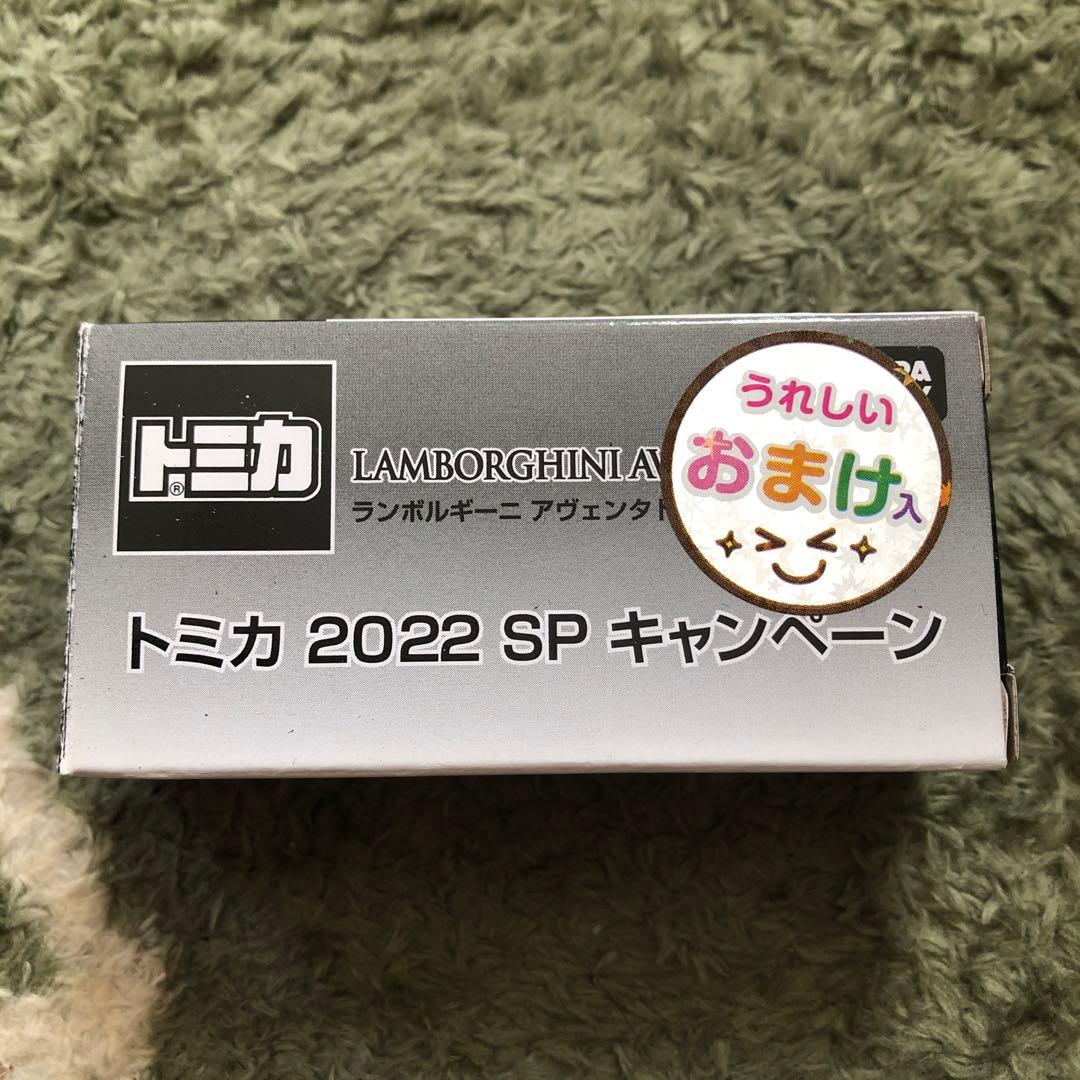 トミカ
®
LAMBORGHINI AV
ランボルギーニ アヴェンタ
うれしい
おまけ入
トミカ 2022 SP キャンペーン